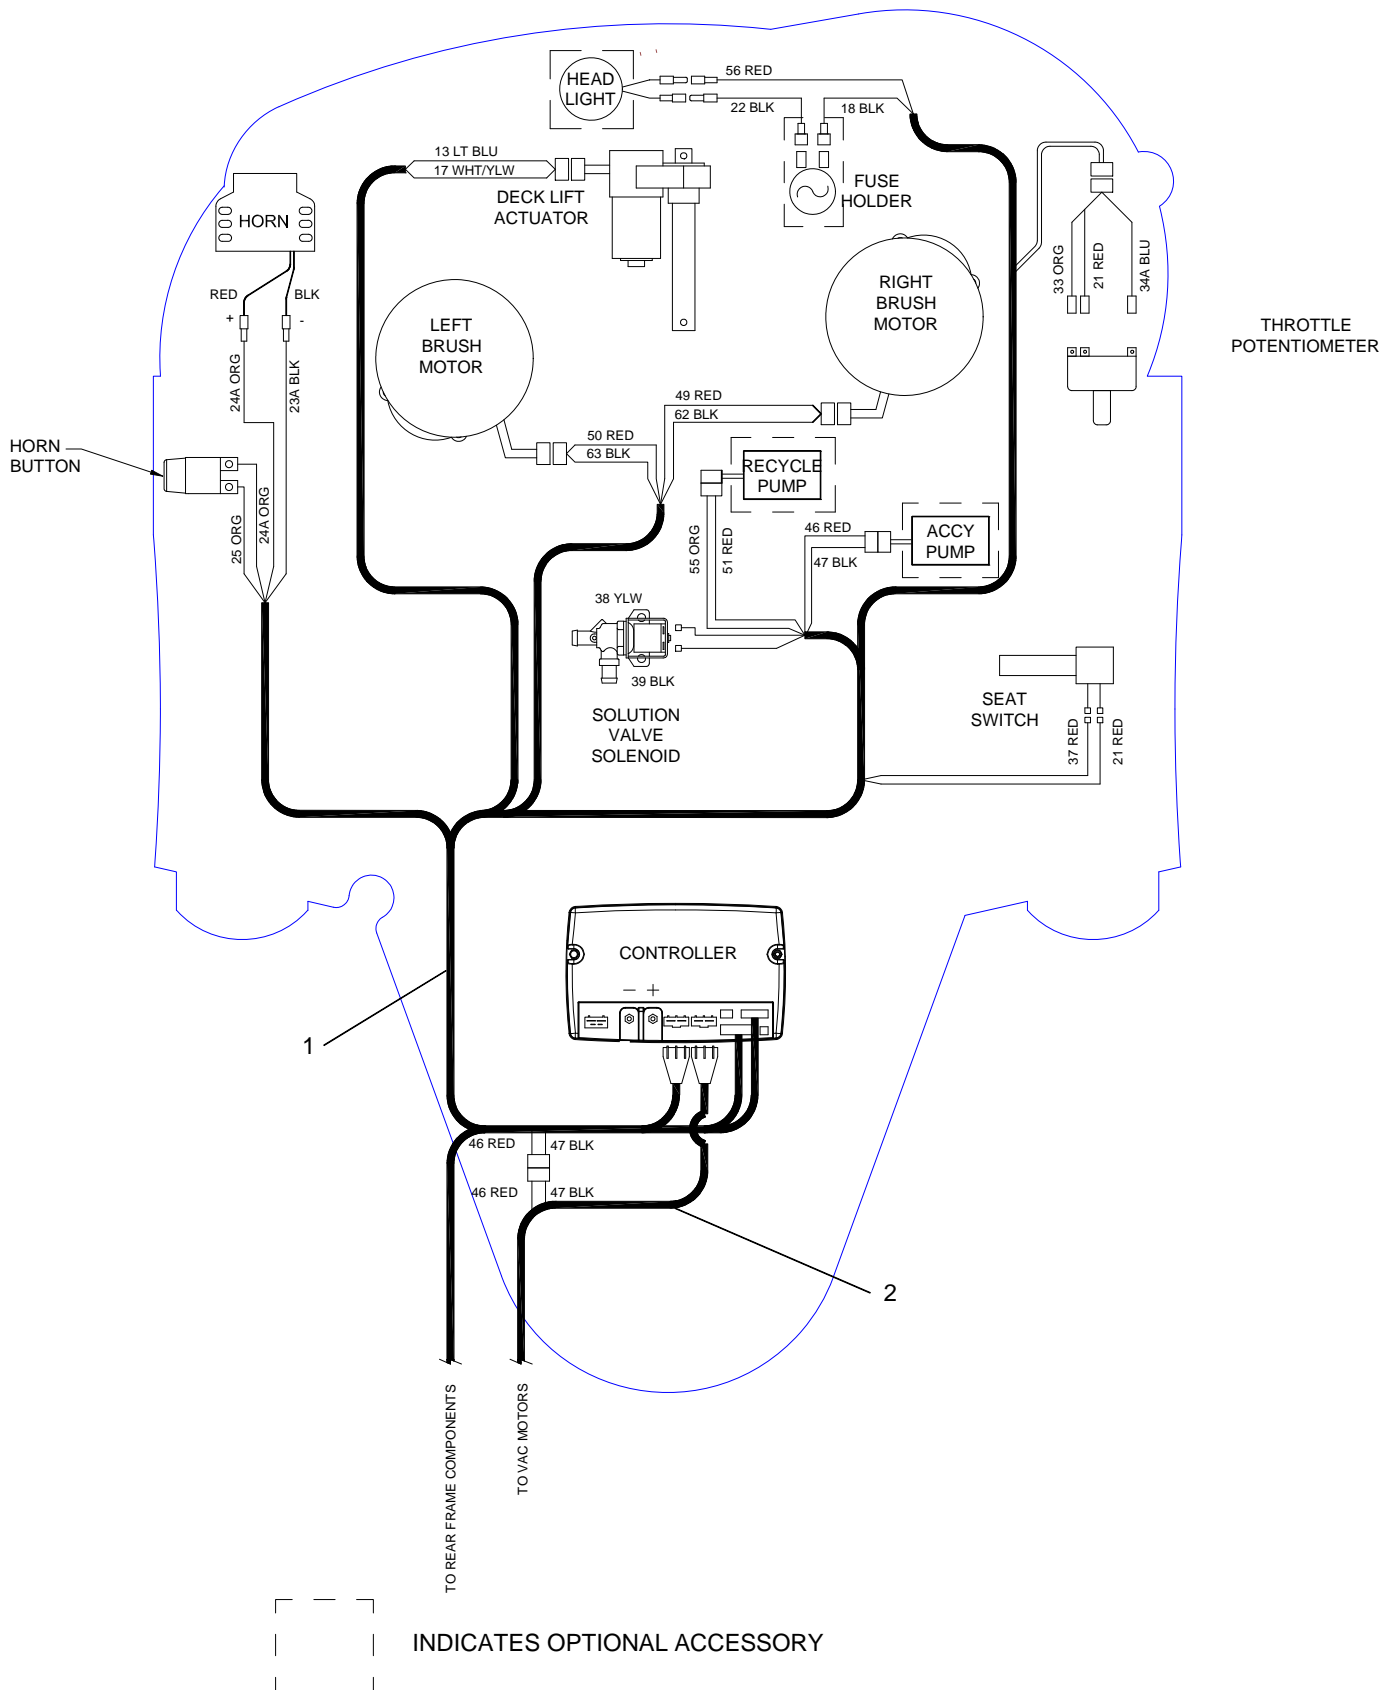 56 RED
HEAD
LIGHT
22 BLK
18 BLK
13 LT BLU
17 WHT/YLW
DECK LIFT
ACTUATOR
FUSE
HOLDER
HORN
RED
BLK
+
-
24A ORG
23A BLK
LEFT
BRUSH
MOTOR
RIGHT
BRUSH
MOTOR
33 ORG
21 RED
34A BLU
THROTTLE
POTENTIOMETER
49 RED
62 BLK
50 RED
63 BLK
HORN
BUTTON
25 ORG
24A ORG
RECYCLE
PUMP
55 ORG
51 RED
46 RED
47 BLK
ACCY
PUMP
38 YLW
39 BLK
SOLUTION
VALVE
SOLENOID
SEAT
SWITCH
37 RED
21 RED
CONTROLLER
− +
1
46 RED
47 BLK
46 RED
47 BLK
2
TO REAR FRAME COMPONENTS
TO VAC MOTORS
INDICATES OPTIONAL ACCESSORY